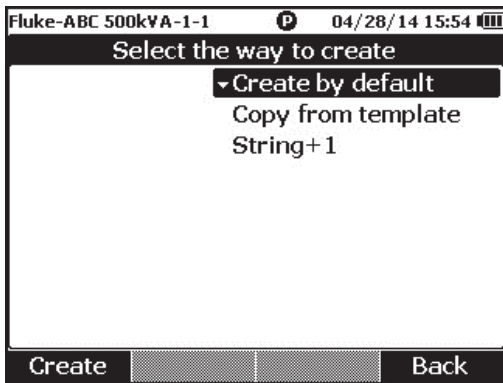 Fluke-ABC 500kVA-1-1 P 04/28/14 15:54
Select the way to create
Create by default
Copy from template
String+1
Create Back